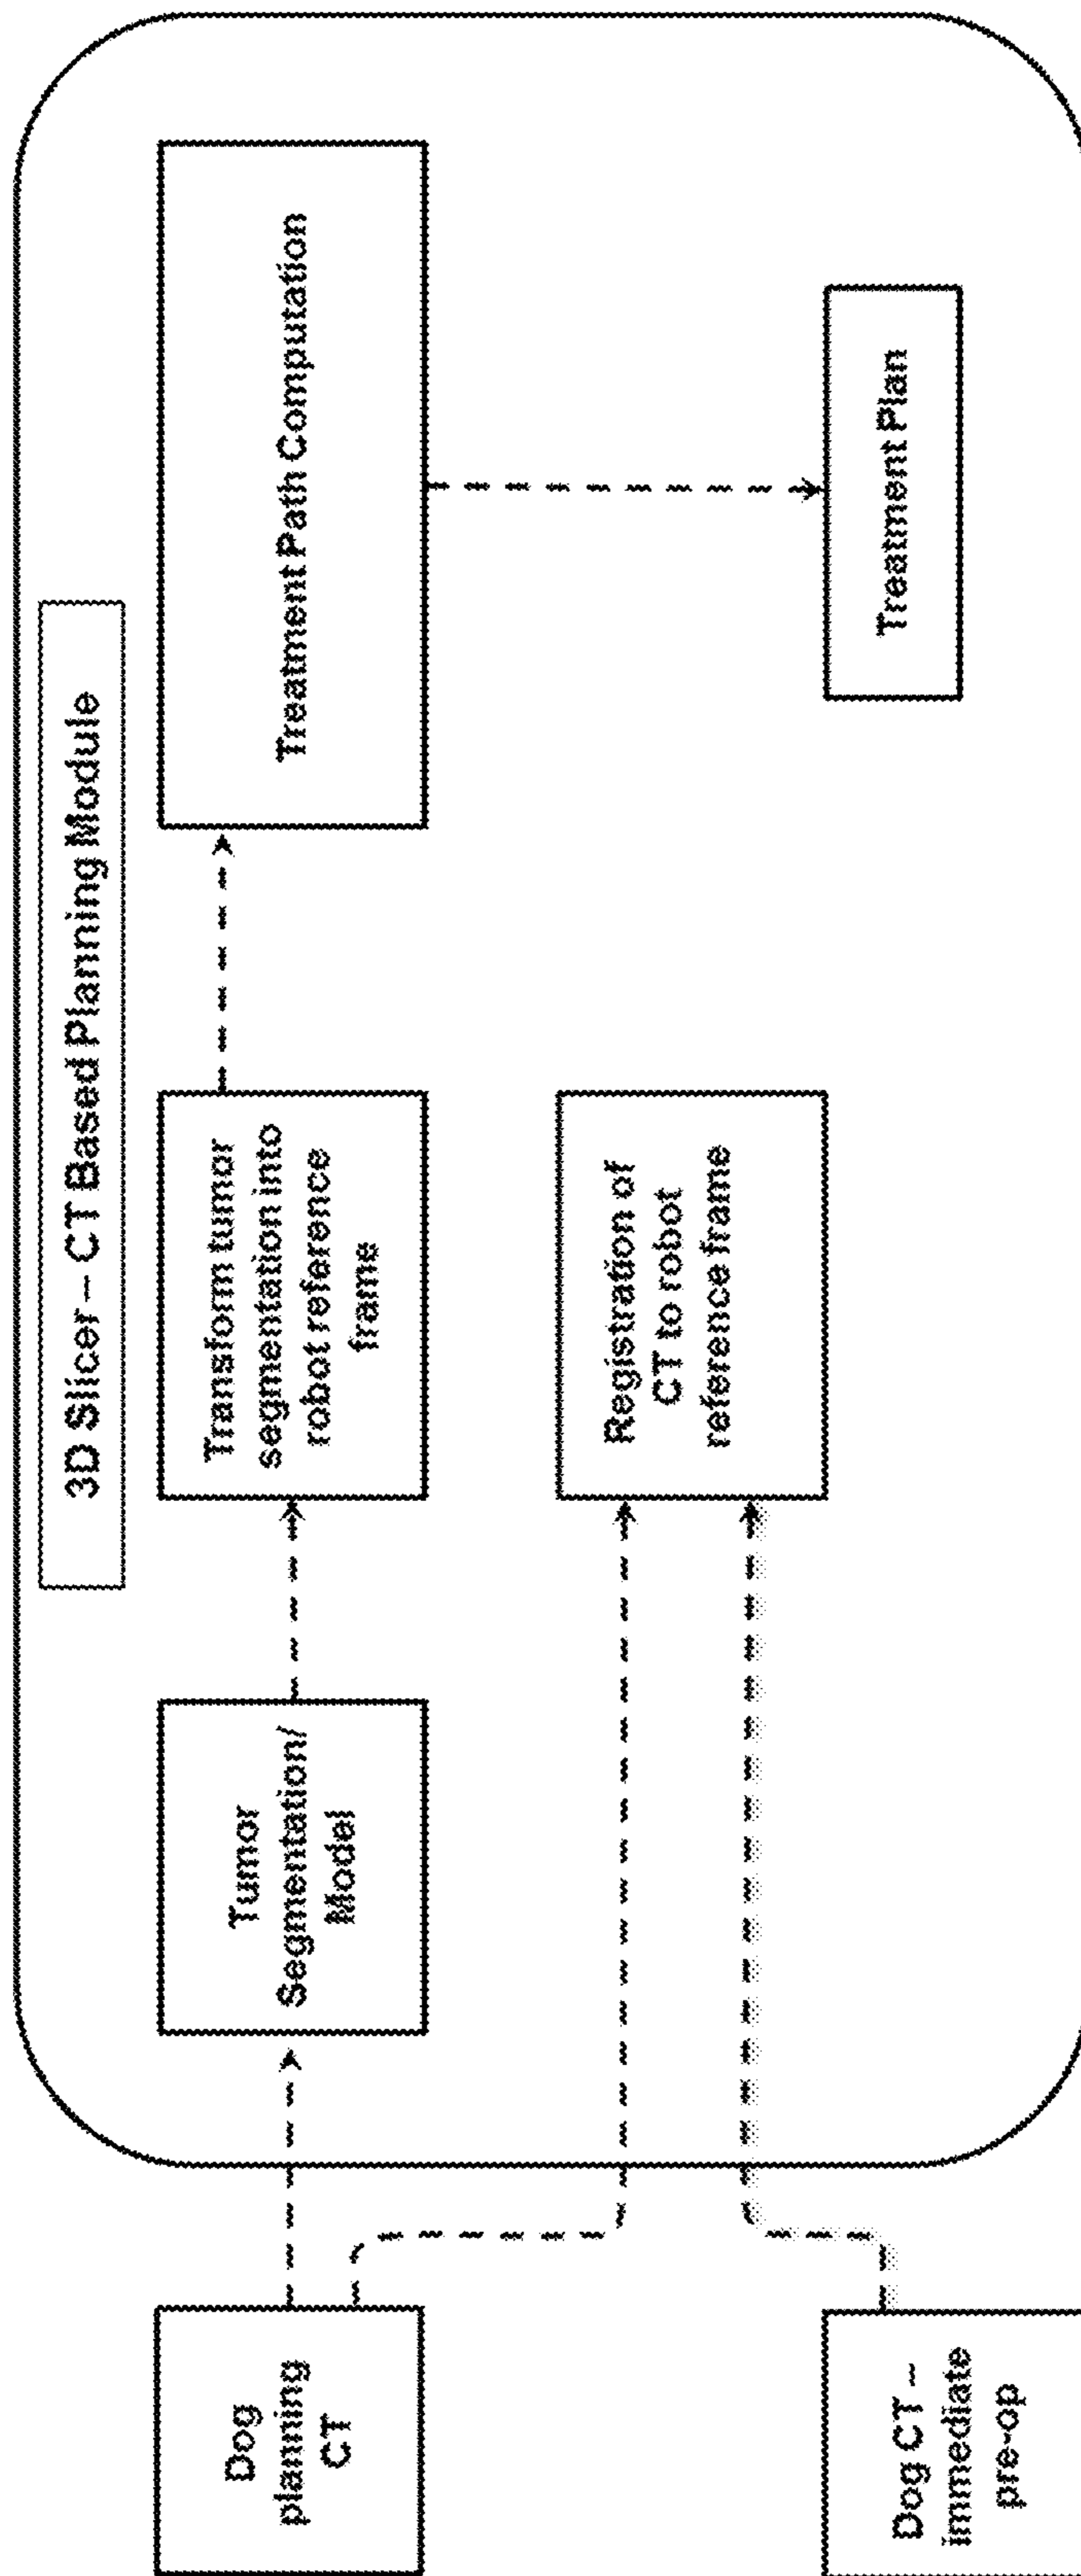 3D Slicer – CT Based Planning Module
Dog
planning
CT
Tumor
Segmentation/
Model
Transform tumor
segmentation into
robot reference
frame
Treatment Path Computation
Dog CT –
immediate
pre-op
Registration of
CT to robot
reference frame
Treatment Plan